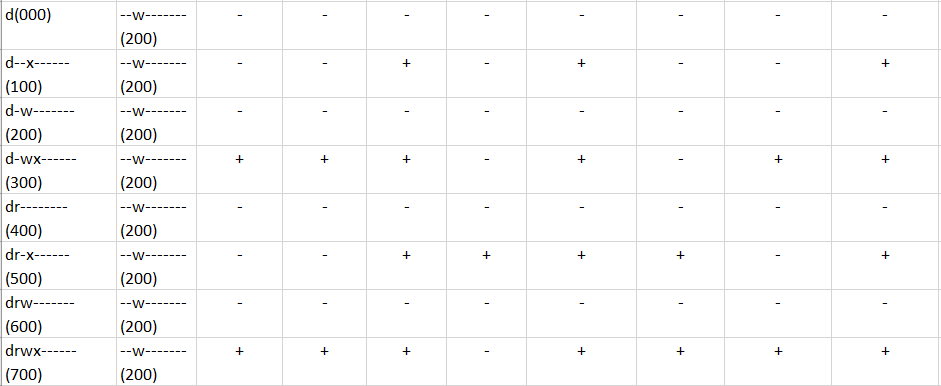 d(000) --w------- - - - - - - - -
(200)
d--x------ --w------- - - + - + - - +
(100) (200)
d-w------- --w------- - - - - - - - -
(200) (200)
d-wx------ --w------- + + + - + - + +
(300) (200)
dr-------- --w------- - - - - - - - -
(400) (200)
dr-x------ --w------- - - + + + + - +
(500) (200)
drw------- --w------- - - - - - - - -
(600) (200)
drwx------ --w------- + + + - + + + +
(700) (200)